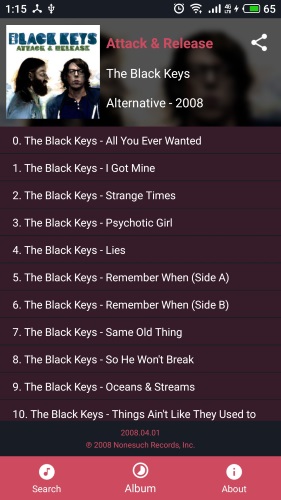 1:15
4G
LTE
65
BLACK KEYS
ATTACK & RELEASE
Attack & Release
The Black Keys
Alternative - 2008
0. The Black Keys - All You Ever Wanted
1. The Black Keys - I Got Mine
2. The Black Keys - Strange Times
3. The Black Keys - Psychotic Girl
4. The Black Keys - Lies
5. The Black Keys - Remember When (Side A)
6. The Black Keys - Remember When (Side B)
7. The Black Keys - Same Old Thing
8. The Black Keys - So He Won't Break
9. The Black Keys - Oceans & Streams
10. The Black Keys - Things Ain't Like They Used to
2008.04.01
℗ 2008 Nonesuch Records, Inc.
Search
Album
About